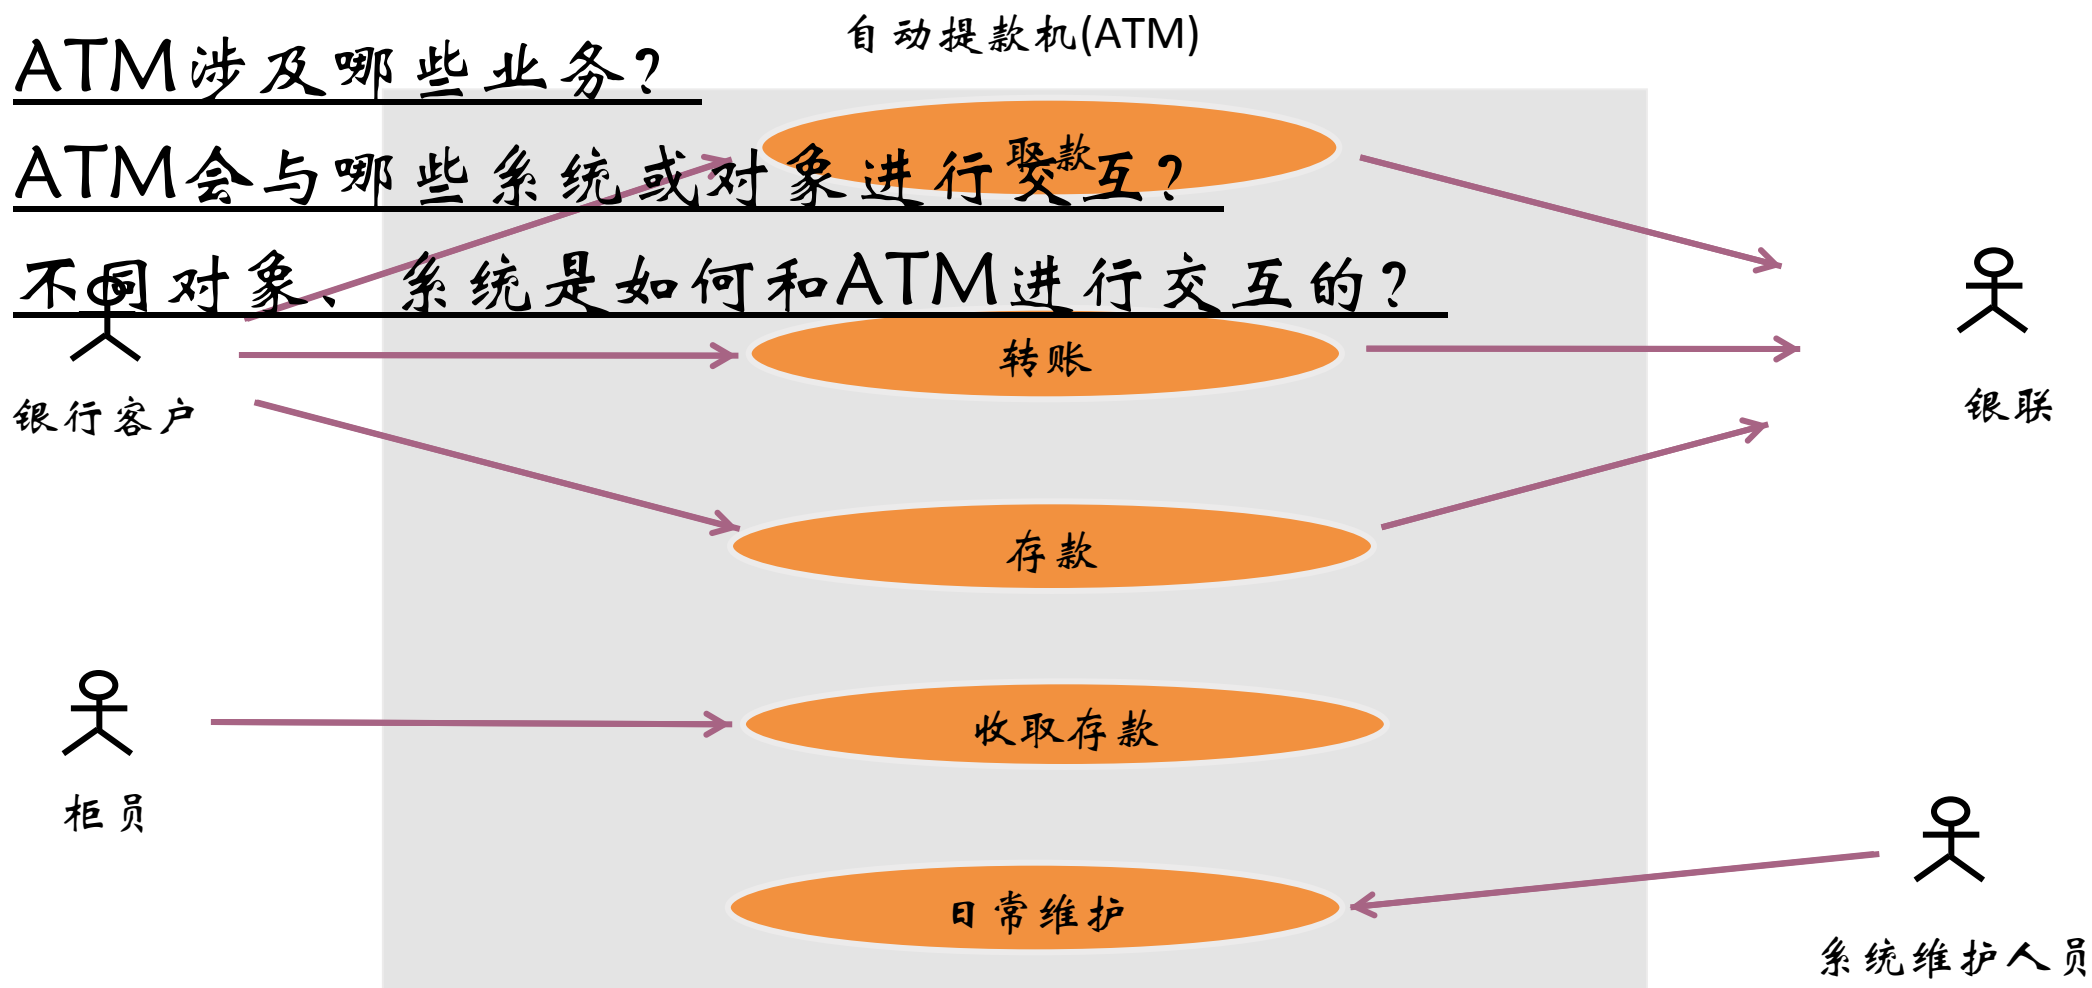 自动提款机(ATM)
ATM涉及哪些业务?
ATM会与哪些系统或对象进行交互?
不同对象、系统是如何和ATM进行交互的?
取款
转账
银行客户
银联
存款
收取存款
柜员
日常维护
系统维护人员